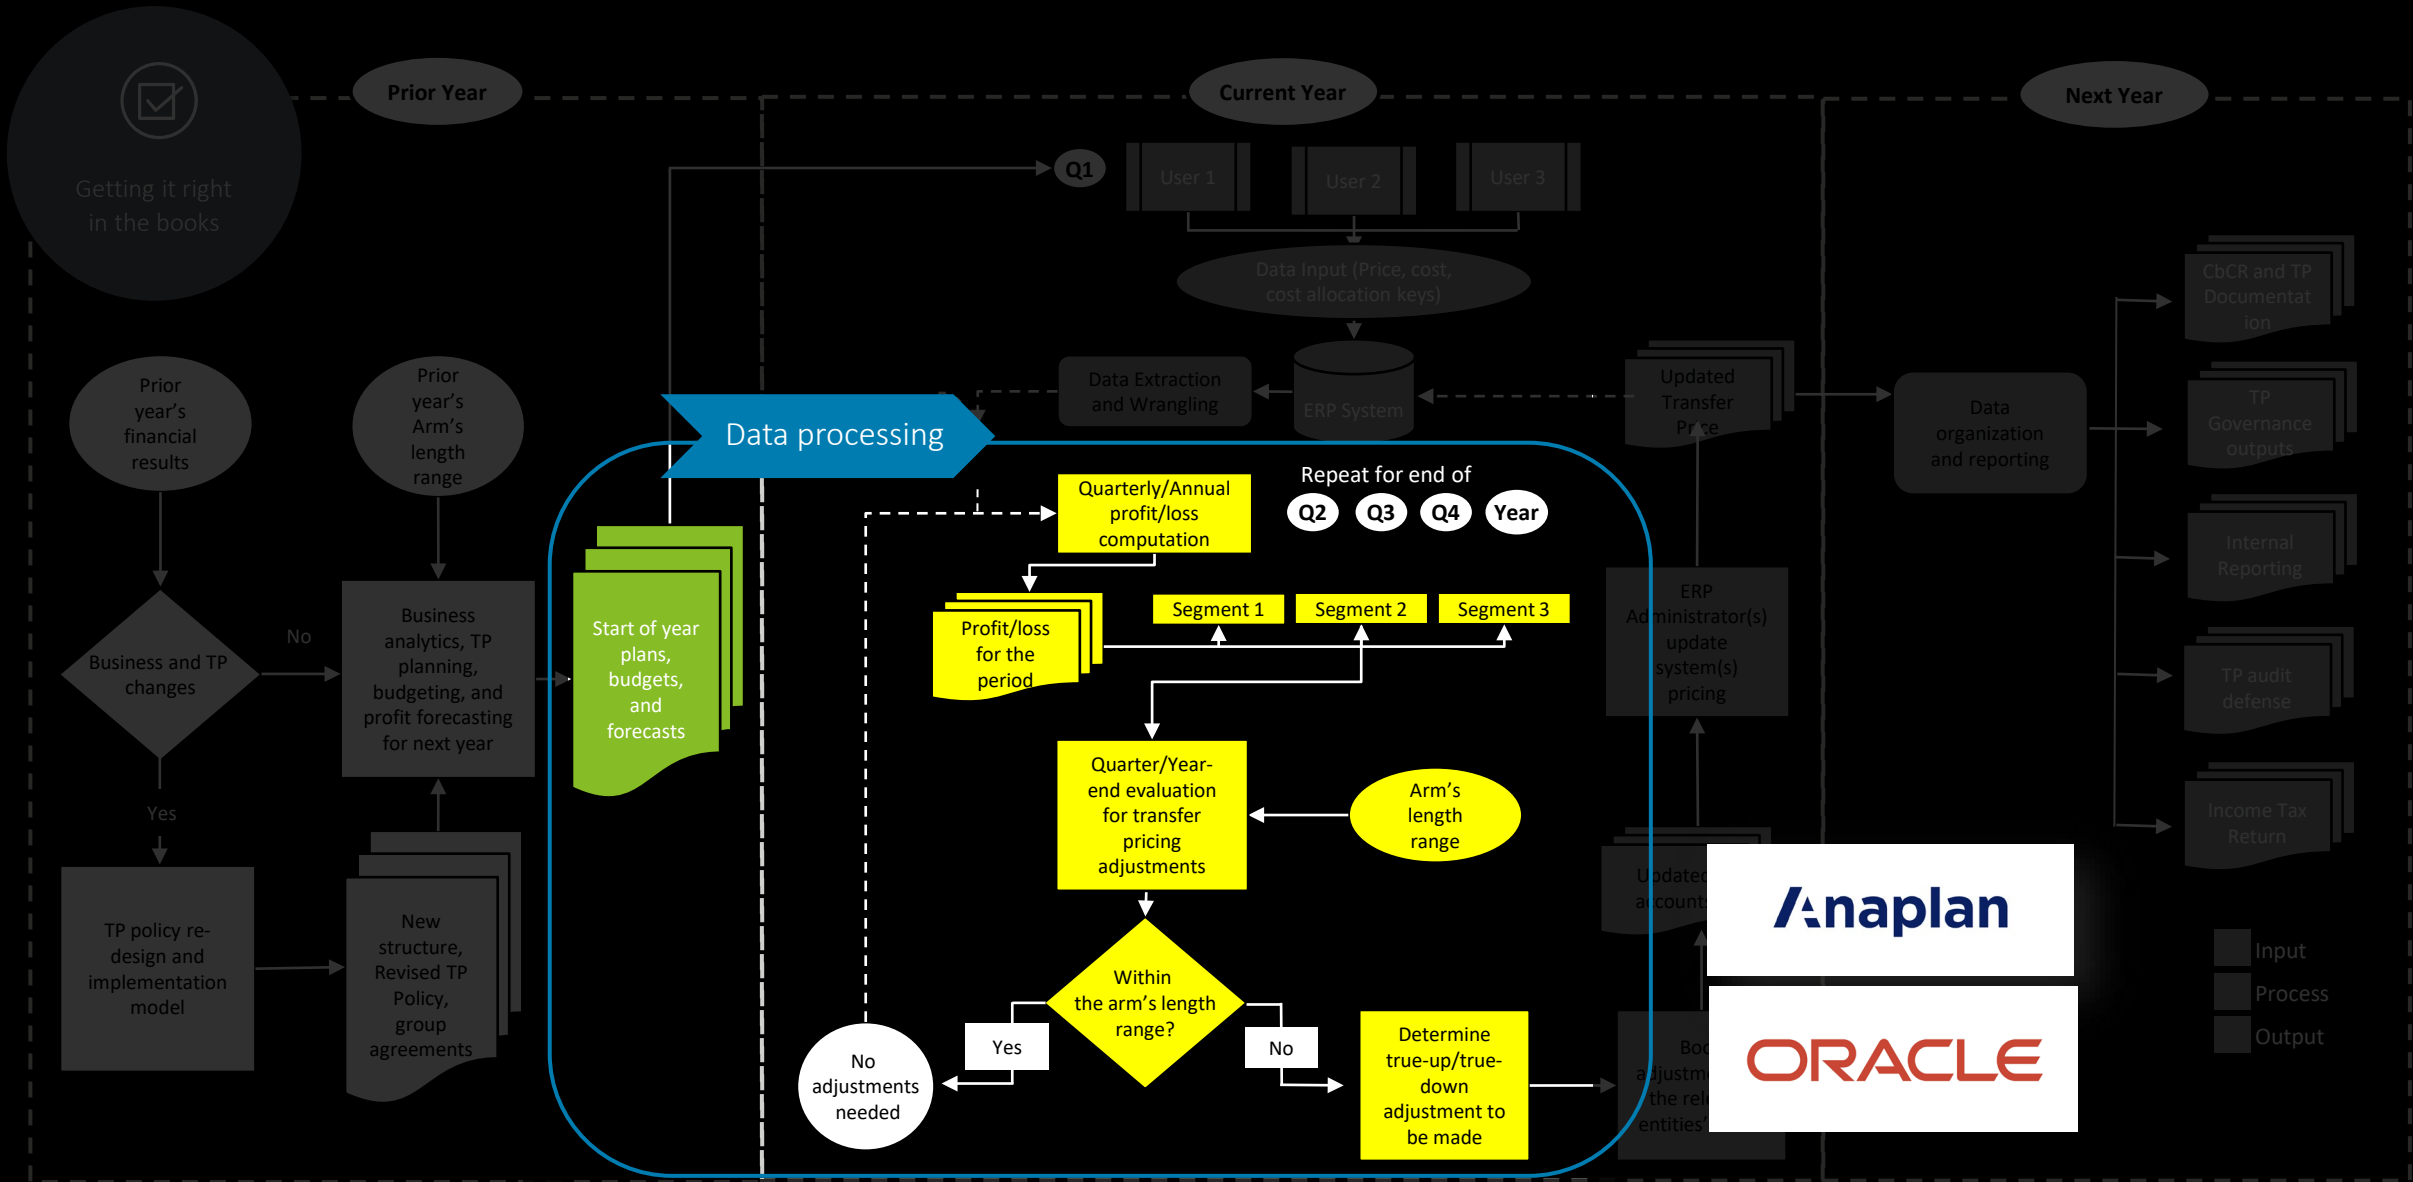 Getting it right
in the books
Prior Year
Current Year
Next Year
Q1
User 1
User 2
User 3
Data Input (Price, cost,
cost allocation keys)
ERP System
Data Extraction
and Wrangling
Updated
Transfer
Price
Data
organization
and reporting
CbCR and TP
Documentat
ion
TP
Governance
outputs
Internal
Reporting
TP audit
defense
Income Tax
Return
Prior
year's
financial
results
Prior
year's
Arm's
length
range
Business and TP
changes
No
Yes
Business
analytics, TP
planning,
budgeting, and
profit forecasting
for next year
TP policy re-
design and
implementation
model
New
structure,
Revised TP
Policy,
group
agreements
Data processing
Start of year
plans,
budgets,
and
forecasts
Quarterly/Annual
profit/loss
computation
Repeat for end of
Q2
Q3
Q4
Year
Profit/loss
for the
period
Segment 1
Segment 2
Segment 3
Quarter/Year-
end evaluation
for transfer
pricing
adjustments
Arm's
length
range
Within
the arm's length
range?
Yes
No
No
adjustments
needed
Determine
true-up/true-
down
adjustment to
be made
ERP
Administrator(s)
update
system(s)
pricing
Updated
accounts
the
entities'
Anaplan
ORACLE
Input
Process
Output